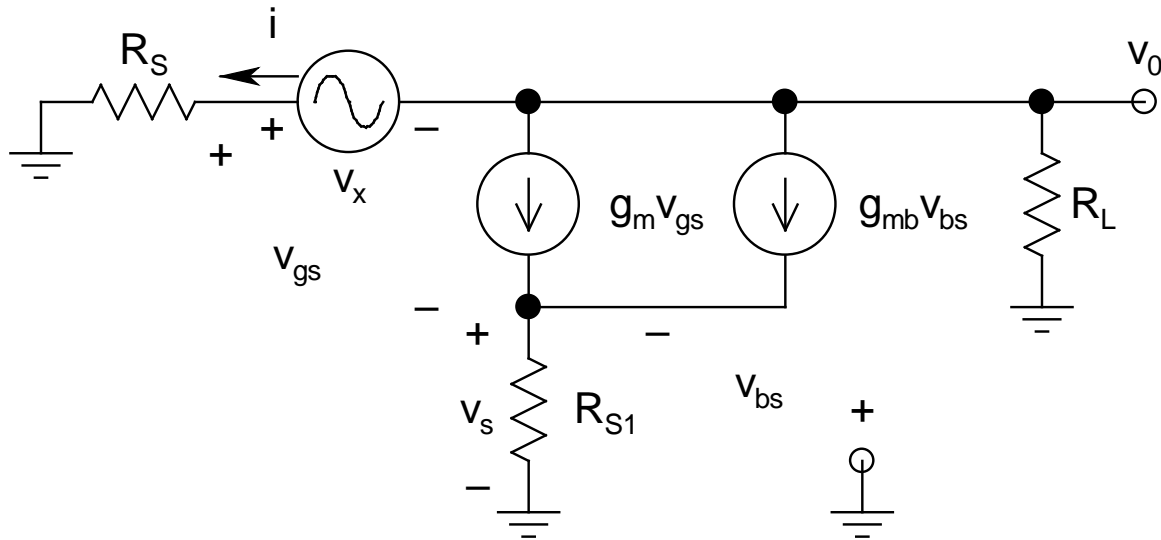 i
R_S
v_0
+ + −
v_x
g_m v_gs
g_mb v_bs
R_L
v_gs
− + −
v_s
R_S1
v_bs
+
−